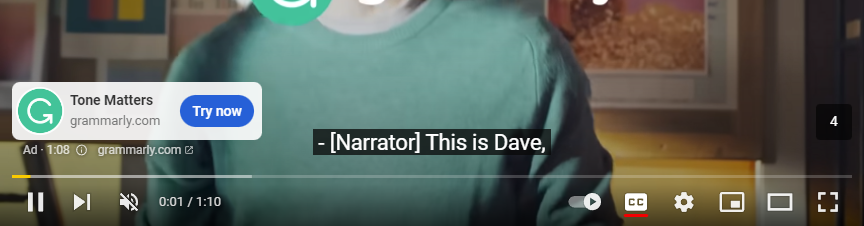 Tone Matters
grammarly.com
Try now
Ad · 1:08 grammarly.com
- [Narrator] This is Dave,
4
0:01 / 1:10
CC